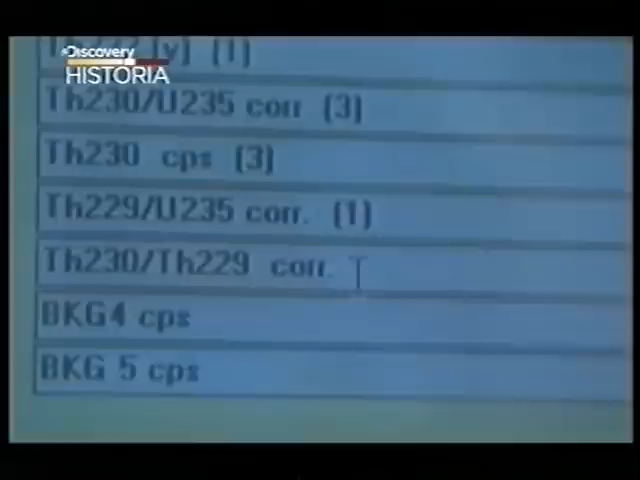 Discovery
HISTORIA
(1)
Th230/U235 corr (3)
Th230 cps (3)
Th229/U235 corr. (1)
Th230/Th229 corr.
BKG4 cps
BKG 5 cps